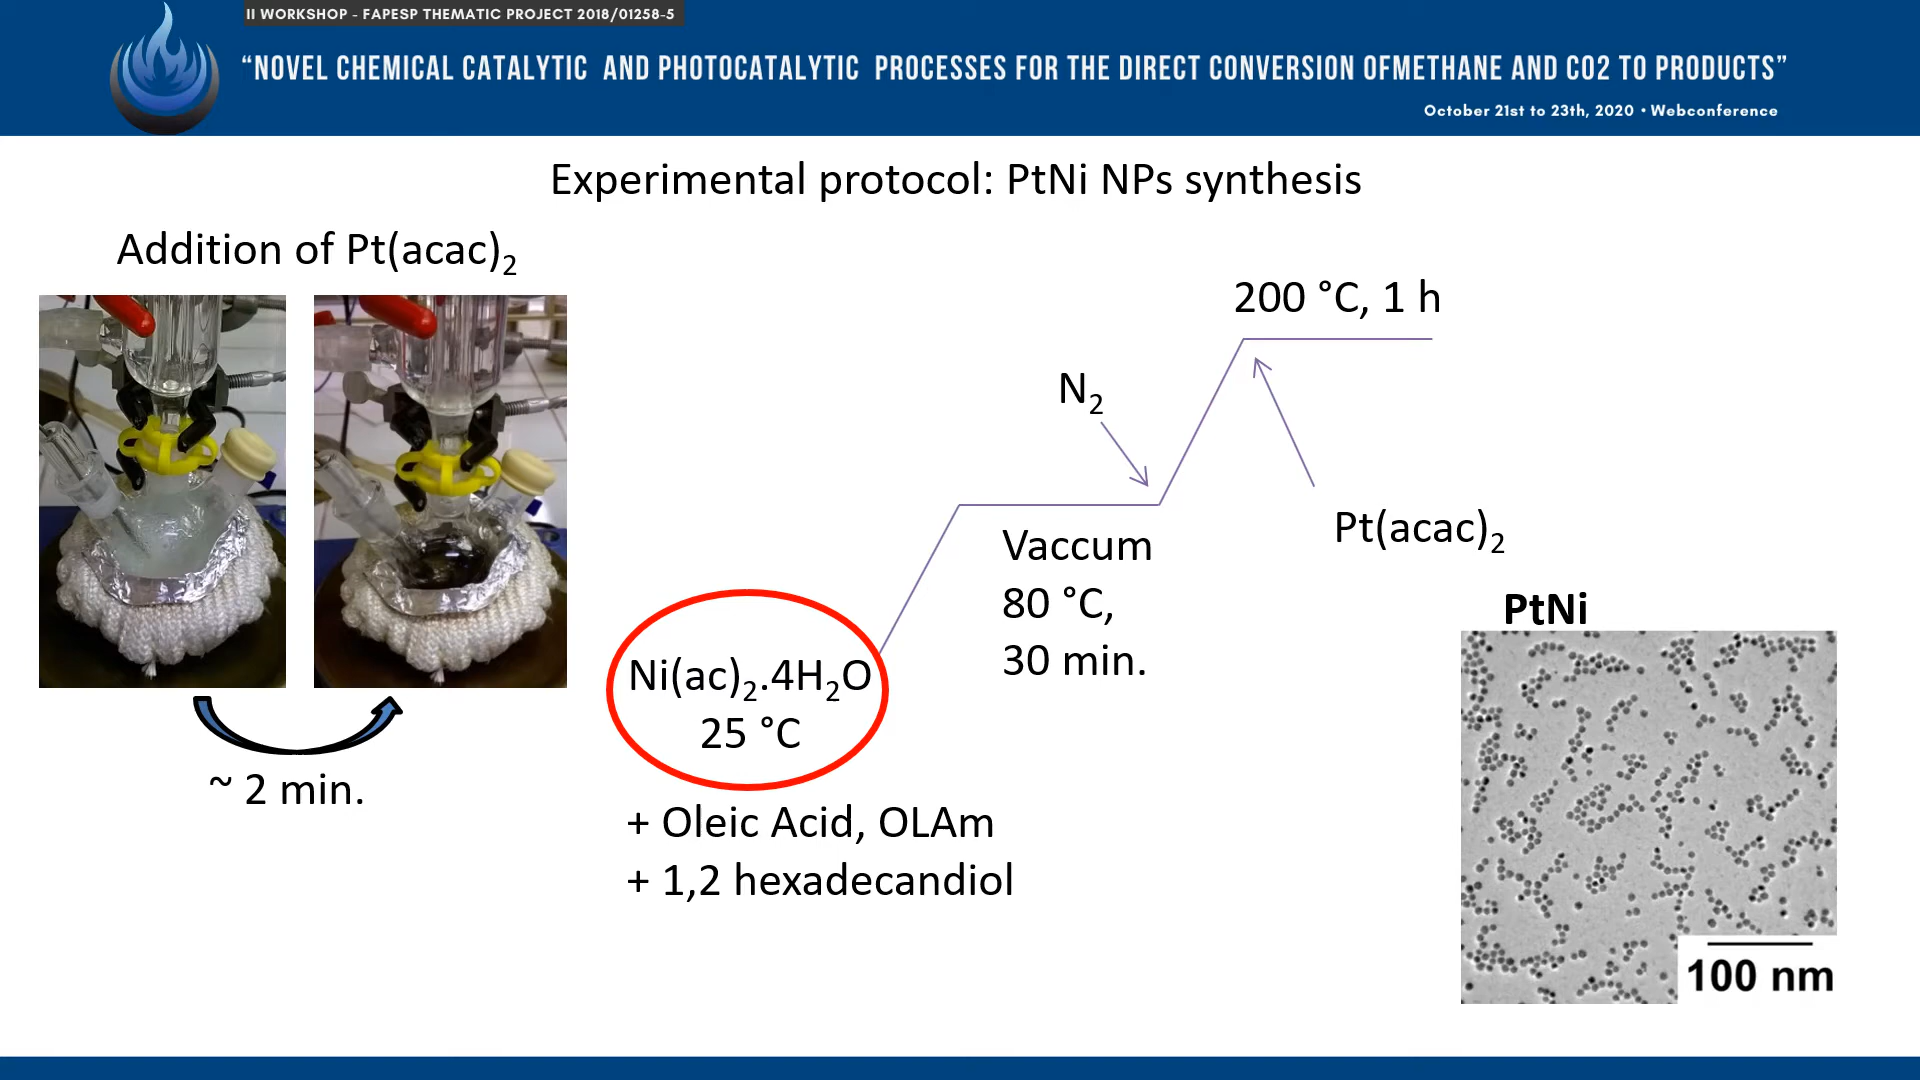 II WORKSHOP - FAPESP THEMATIC PROJECT 2018/01258-5
“NOVEL CHEMICAL CATALYTIC AND PHOTOCATALYTIC PROCESSES FOR THE DIRECT CONVERSION OFMETHANE AND CO2 TO PRODUCTS”
October 21st to 23th, 2020 • Webconference
Experimental protocol: PtNi NPs synthesis
Addition of Pt(acac)₂
~ 2 min.
200 °C, 1 h
N₂
Pt(acac)₂
Vaccum
80 °C,
30 min.
Ni(ac)₂.4H₂O
25 °C
+ Oleic Acid, OLAm
+ 1,2 hexadecandiol
PtNi
100 nm